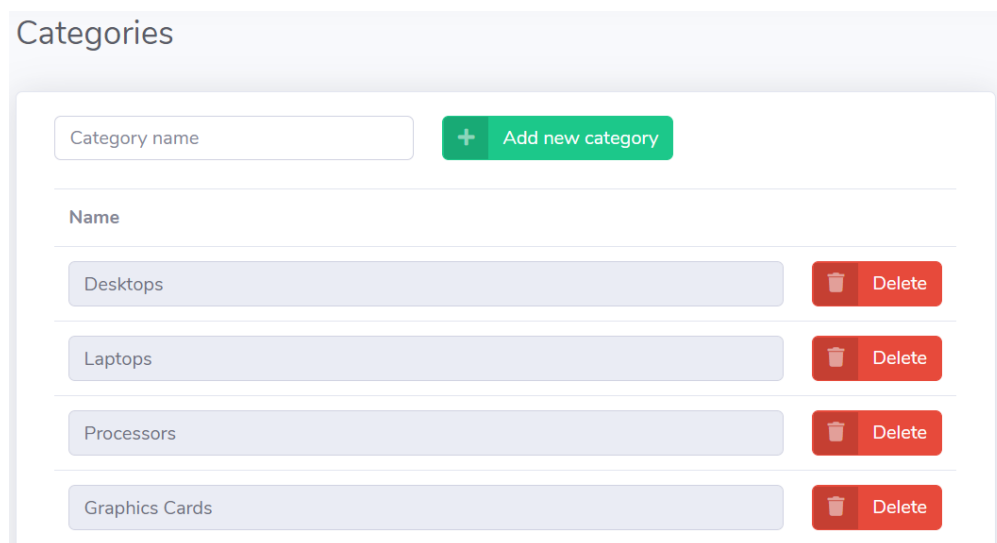 Categories
Category name
Add new category
Name
Desktops
Delete
Laptops
Delete
Processors
Delete
Graphics Cards
Delete